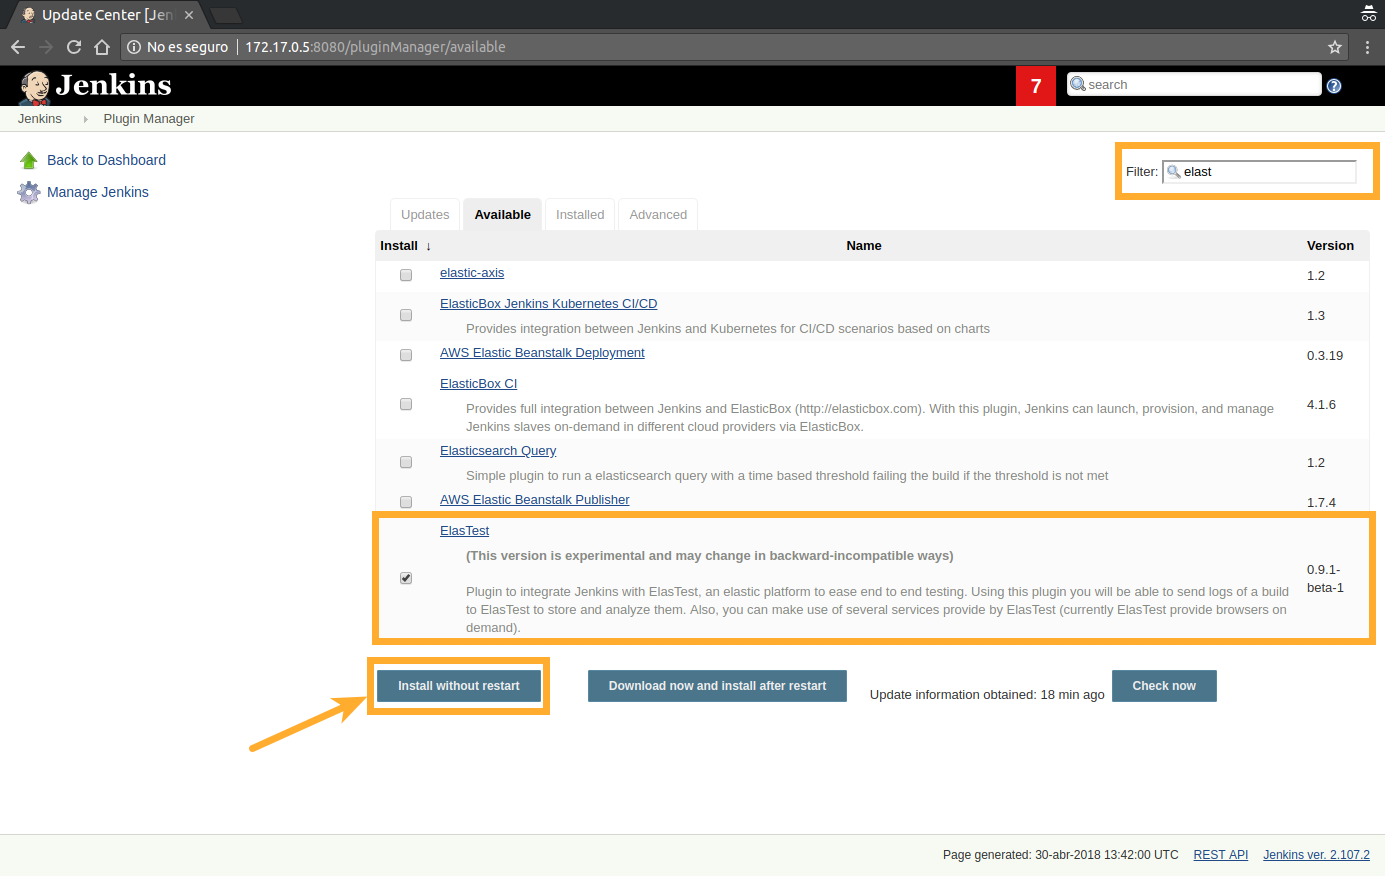 Update Center [Jen
No es seguro 172.17.0.5:8080/pluginManager/available
Jenkins
7
search
?
Jenkins Plugin Manager
Back to Dashboard
Manage Jenkins
Filter: elast
Updates Available Installed Advanced
Install ↓ Name Version
elastic-axis 1.2
ElasticBox Jenkins Kubernetes CI/CD
Provides integration between Jenkins and Kubernetes for CI/CD scenarios based on charts
1.3
AWS Elastic Beanstalk Deployment 0.3.19
ElasticBox CI
Provides full integration between Jenkins and ElasticBox (http://elasticbox.com). With this plugin, Jenkins can launch, provision, and manage
Jenkins slaves on-demand in different cloud providers via ElasticBox.
4.1.6
Elasticsearch Query
Simple plugin to run a elasticsearch query with a time based threshold failing the build if the threshold is not met
1.2
AWS Elastic Beanstalk Publisher 1.7.4
ElasTest
(This version is experimental and may change in backward-incompatible ways)
Plugin to integrate Jenkins with ElasTest, an elastic platform to ease end to end testing. Using this plugin you will be able to send logs of a build
to ElasTest to store and analyze them. Also, you can make use of several services provide by ElasTest (currently ElasTest provide browsers on
demand).
0.9.1-
beta-1
Install without restart Download now and install after restart Update information obtained: 18 min ago Check now
Page generated: 30-abr-2018 13:42:00 UTC REST API Jenkins ver. 2.107.2